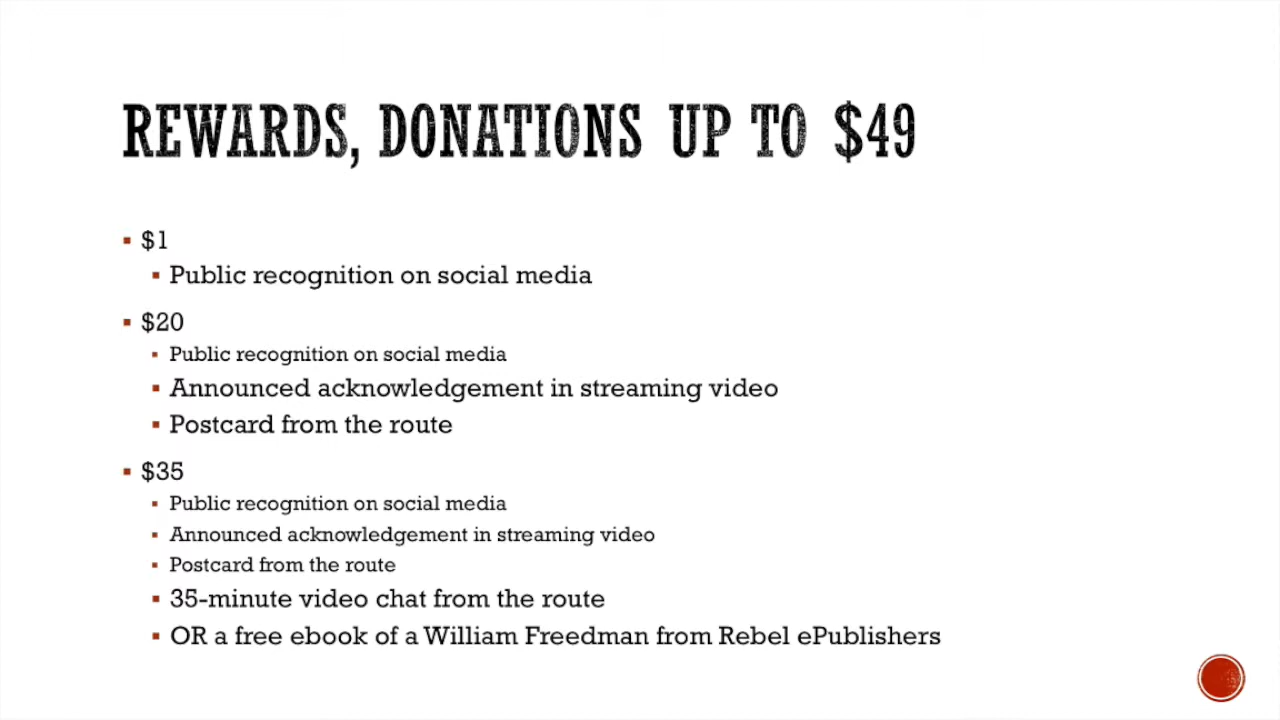 REWARDS, DONATIONS UP TO $49
$1
Public recognition on social media
$20
Public recognition on social media
Announced acknowledgement in streaming video
Postcard from the route
$35
Public recognition on social media
Announced acknowledgement in streaming video
Postcard from the route
35-minute video chat from the route
OR a free ebook of a William Freedman from Rebel ePublishers